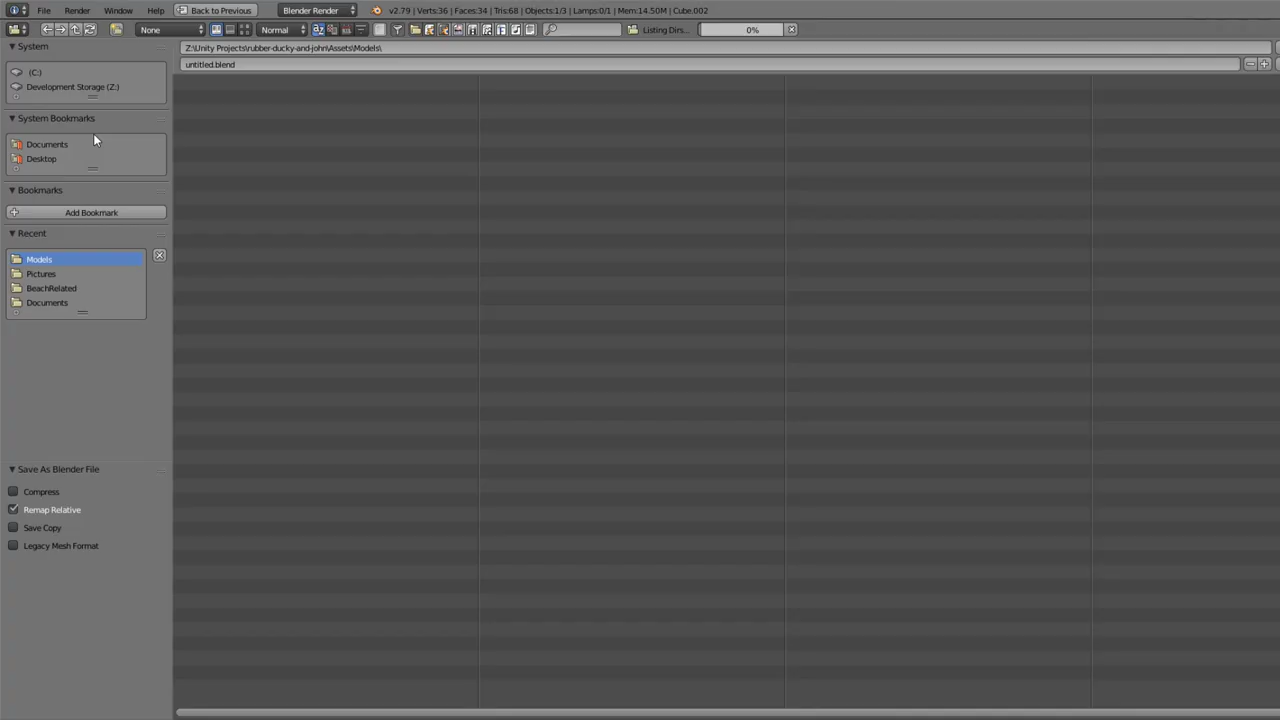 File Render Window Help Back to Previous Blender Render v2.79 | Verts:36 | Faces:34 | Tris:68 | Objects:1/3 | Lamps:0/1 | Mem:14.50M | Cube.002
None Normal Listing Dirs... 0%
System
Z:\Unity Projects\rubber-ducky-and-john\Assets\Models\
untitled.blend
(C:)
Development Storage (Z:)
System Bookmarks
Documents
Desktop
Bookmarks
Add Bookmark
Recent
Models
Pictures
BeachRelated
Documents
Save As Blender File
Compress
Remap Relative
Save Copy
Legacy Mesh Format